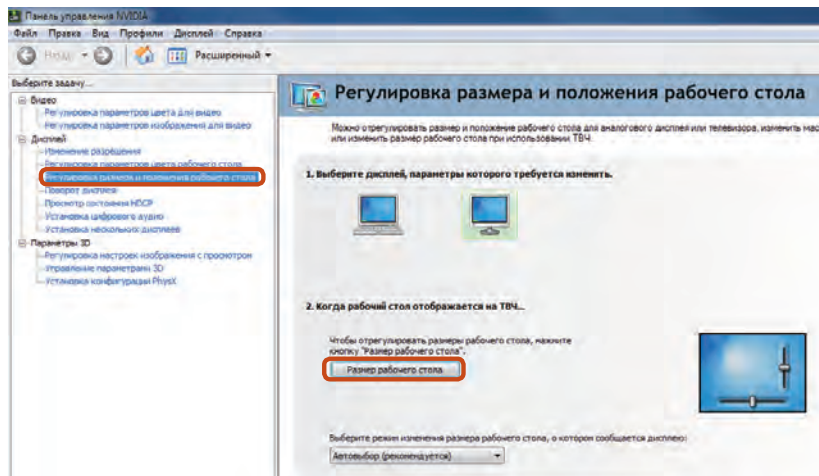 Панель управления NVIDIA
Файл Правка Вид Профили Дисплей Справка
Назад Расширенный
Выберите задачу...
Видео
Регулировка параметров цвета для видео
Регулировка параметров изображения для видео
Дисплей
Изменение разрешения
Регулировка параметров цвета рабочего стола
Регулировка размера и положения рабочего стола
Поворот дисплея
Просмотр состояния HDCP
Установка цифрового аудио
Установка нескольких дисплеев
Параметры 3D
Регулировка настроек изображения с просмотром
Управление параметрами 3D
Установка конфигурации PhysX
Регулировка размера и положения рабочего стола
Можно отрегулировать размер и положение рабочего стола для аналогового дисплея или телевизора, изменить мас
или изменить размер рабочего стола при использовании ТВЧ.
1. Выберите дисплей, параметры которого требуется изменить.
2. Когда рабочий стол отображается на ТВЧ...
Чтобы отрегулировать размеры рабочего стола, нажмите
кнопку "Размер рабочего стола".
Размер рабочего стола
Выберите режим изменения размера рабочего стола, о котором сообщается дисплею:
Автовыбор (рекомендуется)